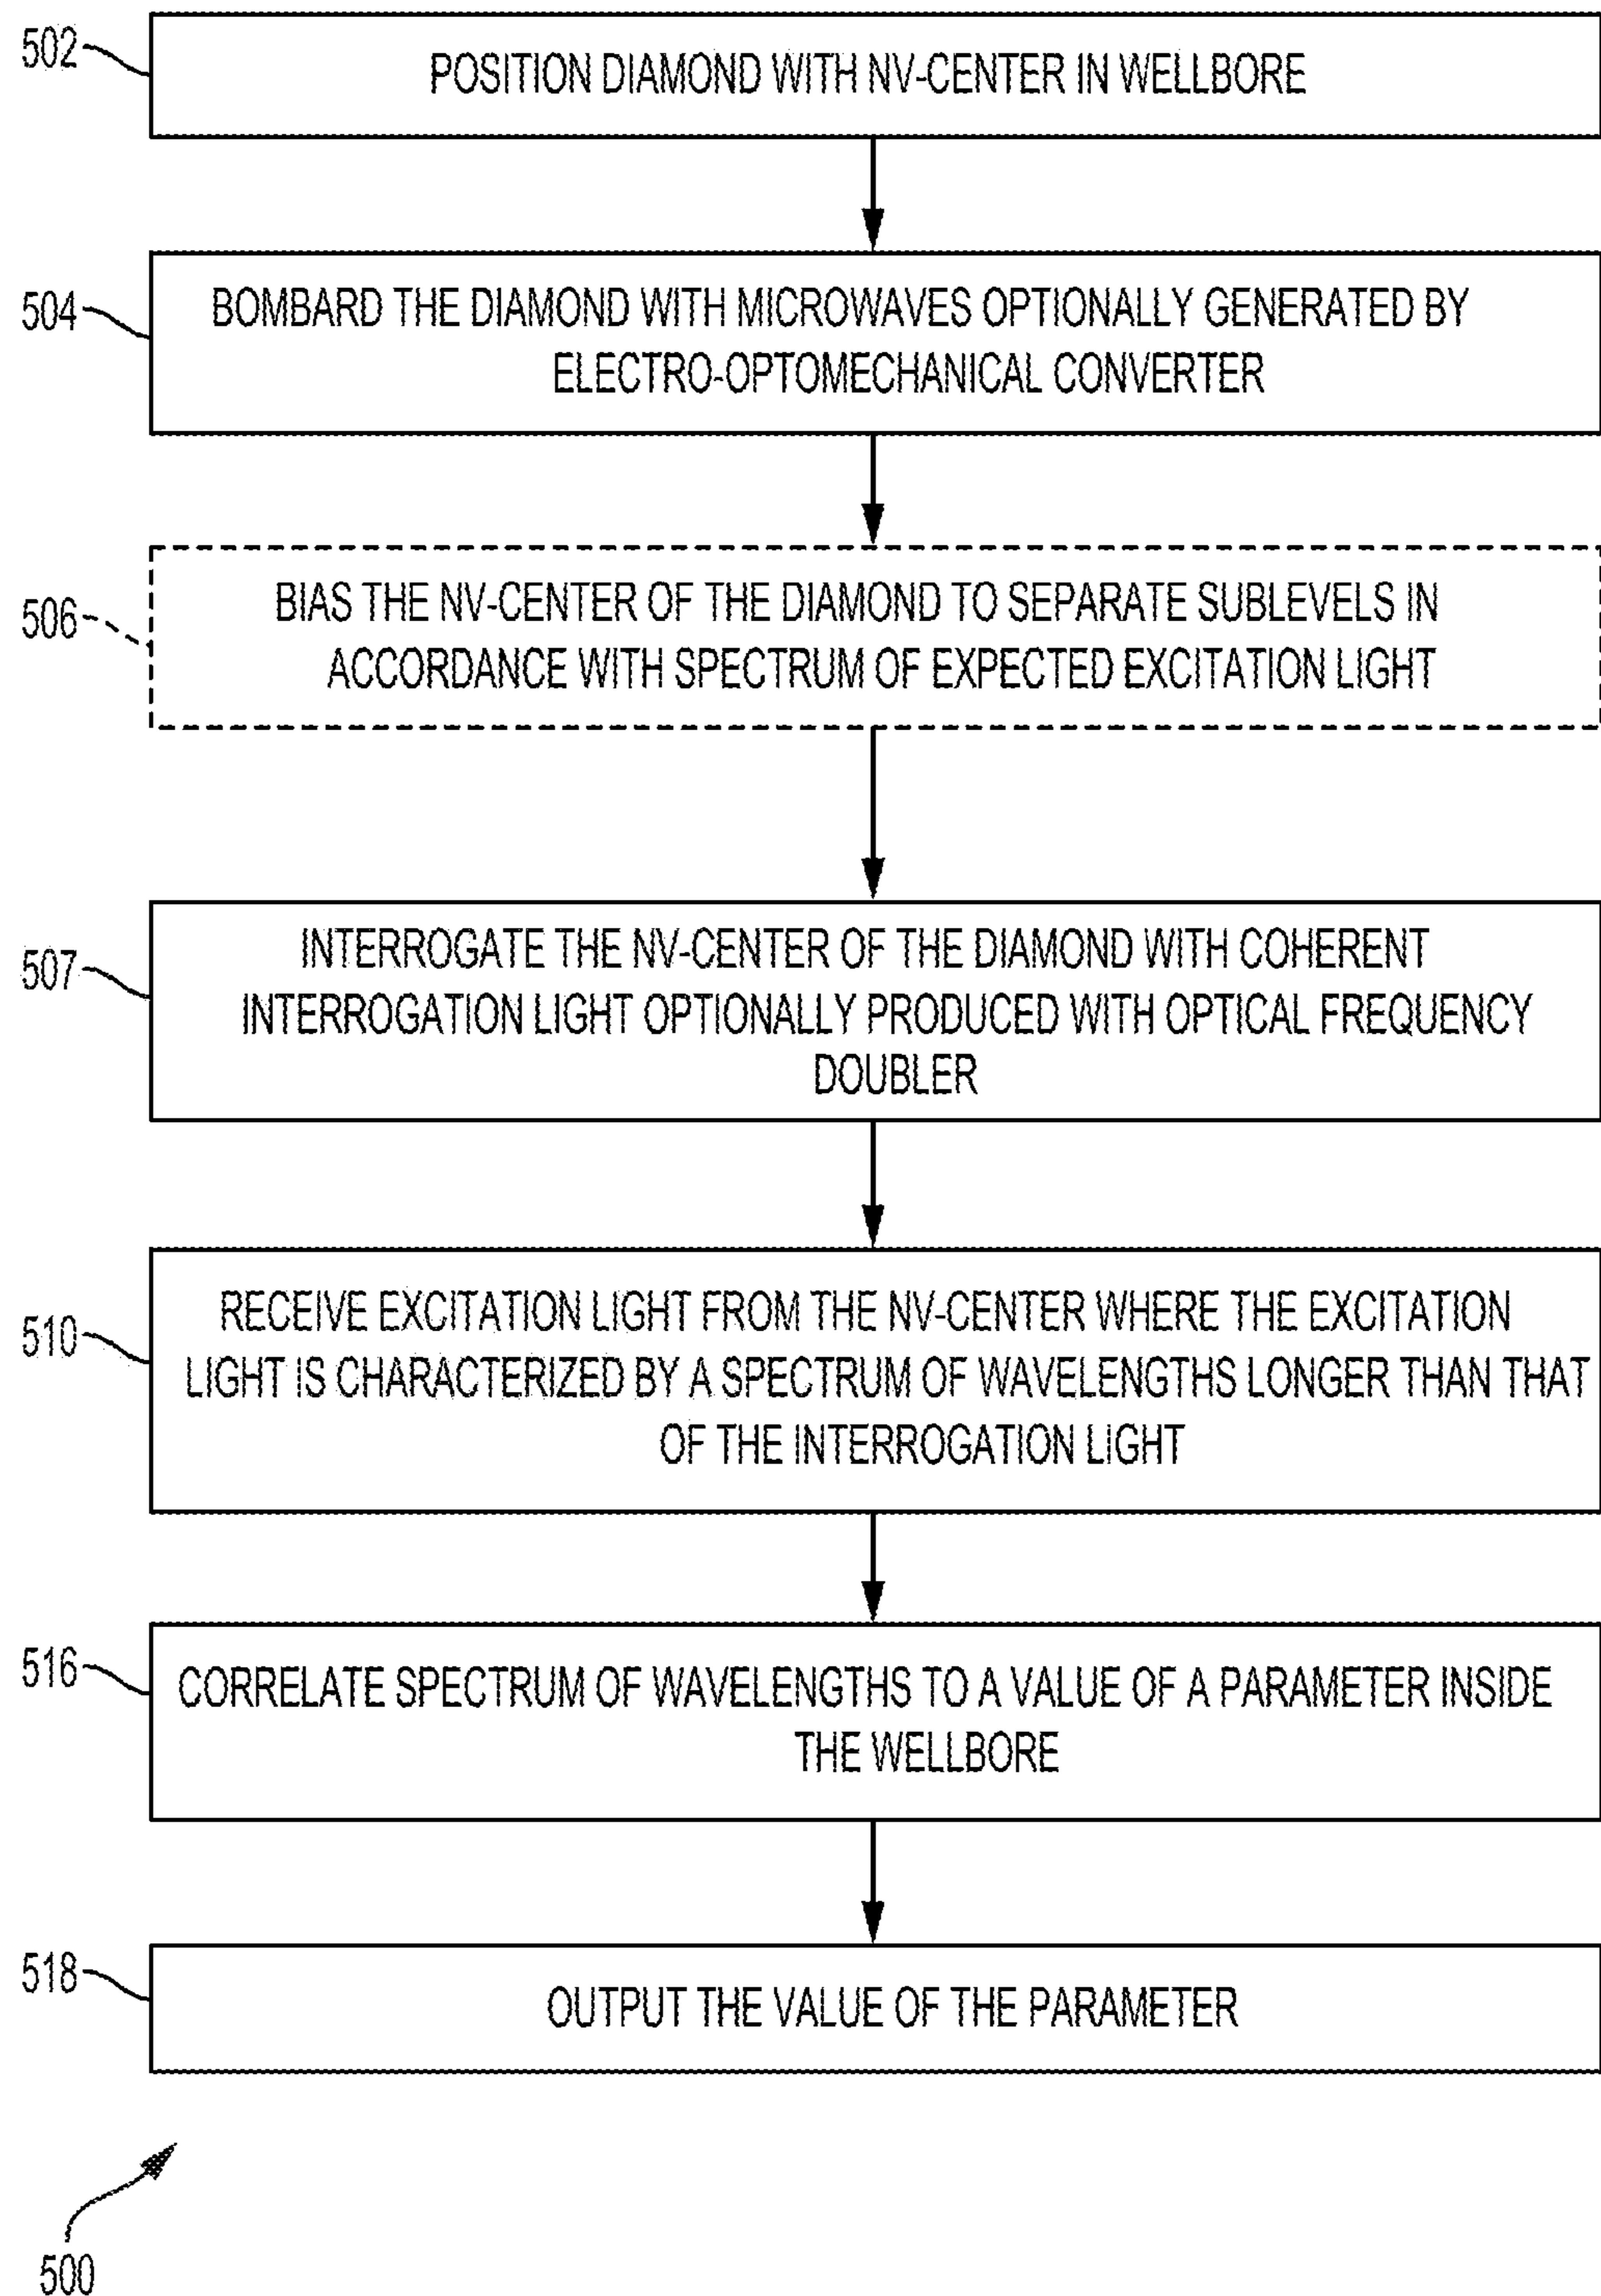 502
POSITION DIAMOND WITH NV-CENTER IN WELLBORE
504
BOMBARD THE DIAMOND WITH MICROWAVES OPTIONALLY GENERATED BY
ELECTRO-OPTOMECHANICAL CONVERTER
506
BIAS THE NV-CENTER OF THE DIAMOND TO SEPARATE SUBLEVELS IN
ACCORDANCE WITH SPECTRUM OF EXPECTED EXCITATION LIGHT
507
INTERROGATE THE NV-CENTER OF THE DIAMOND WITH COHERENT
INTERROGATION LIGHT OPTIONALLY PRODUCED WITH OPTICAL FREQUENCY
DOUBLER
510
RECEIVE EXCITATION LIGHT FROM THE NV-CENTER WHERE THE EXCITATION
LIGHT IS CHARACTERIZED BY A SPECTRUM OF WAVELENGTHS LONGER THAN THAT
OF THE INTERROGATION LIGHT
516
CORRELATE SPECTRUM OF WAVELENGTHS TO A VALUE OF A PARAMETER INSIDE
THE WELLBORE
518
OUTPUT THE VALUE OF THE PARAMETER
500